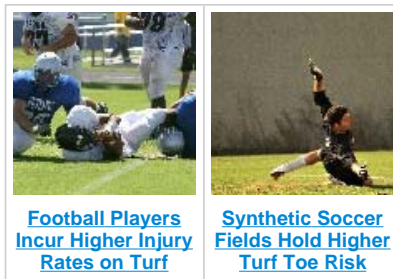 Football Players
Incur Higher Injury
Rates on Turf
Synthetic Soccer
Fields Hold Higher
Turf Toe Risk